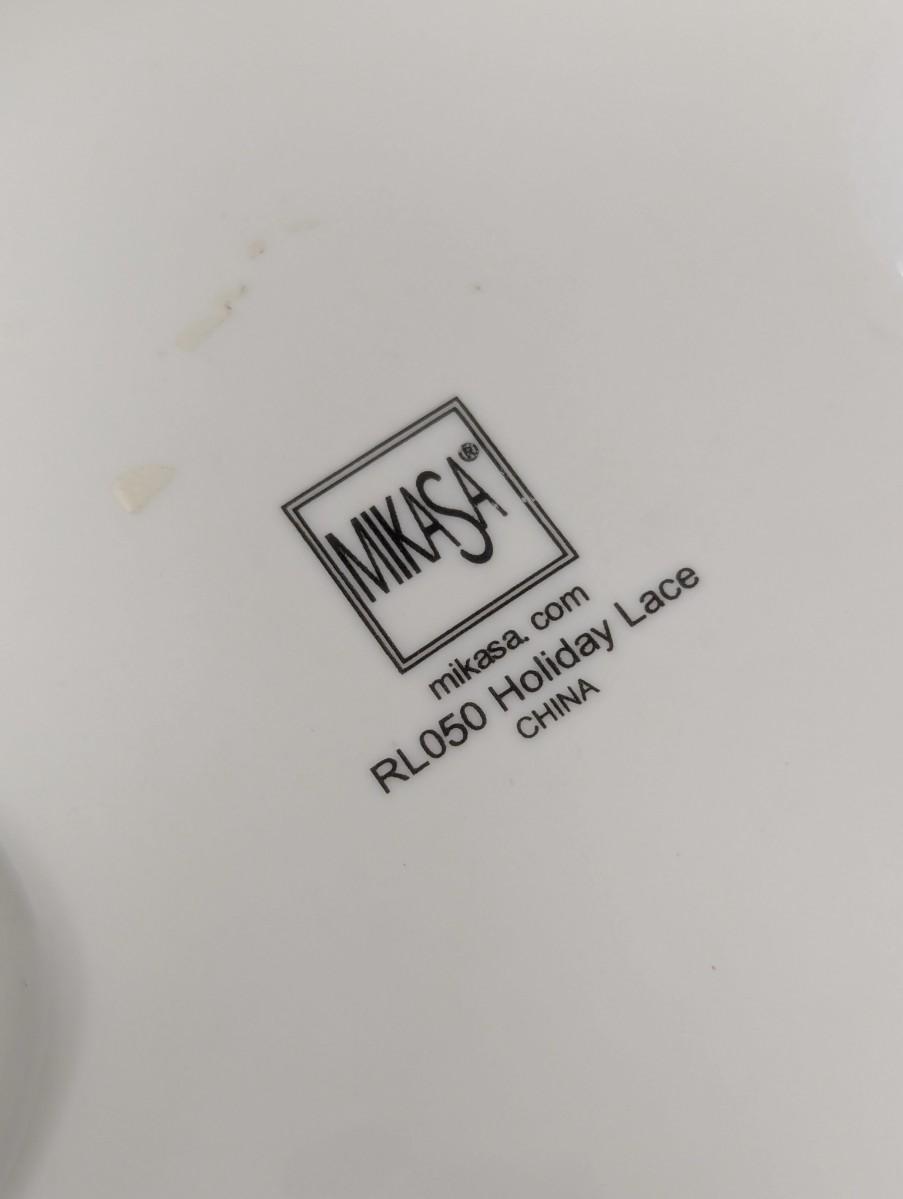 MIKASA®
mikasa. com
RL050 Holiday Lace
CHINA